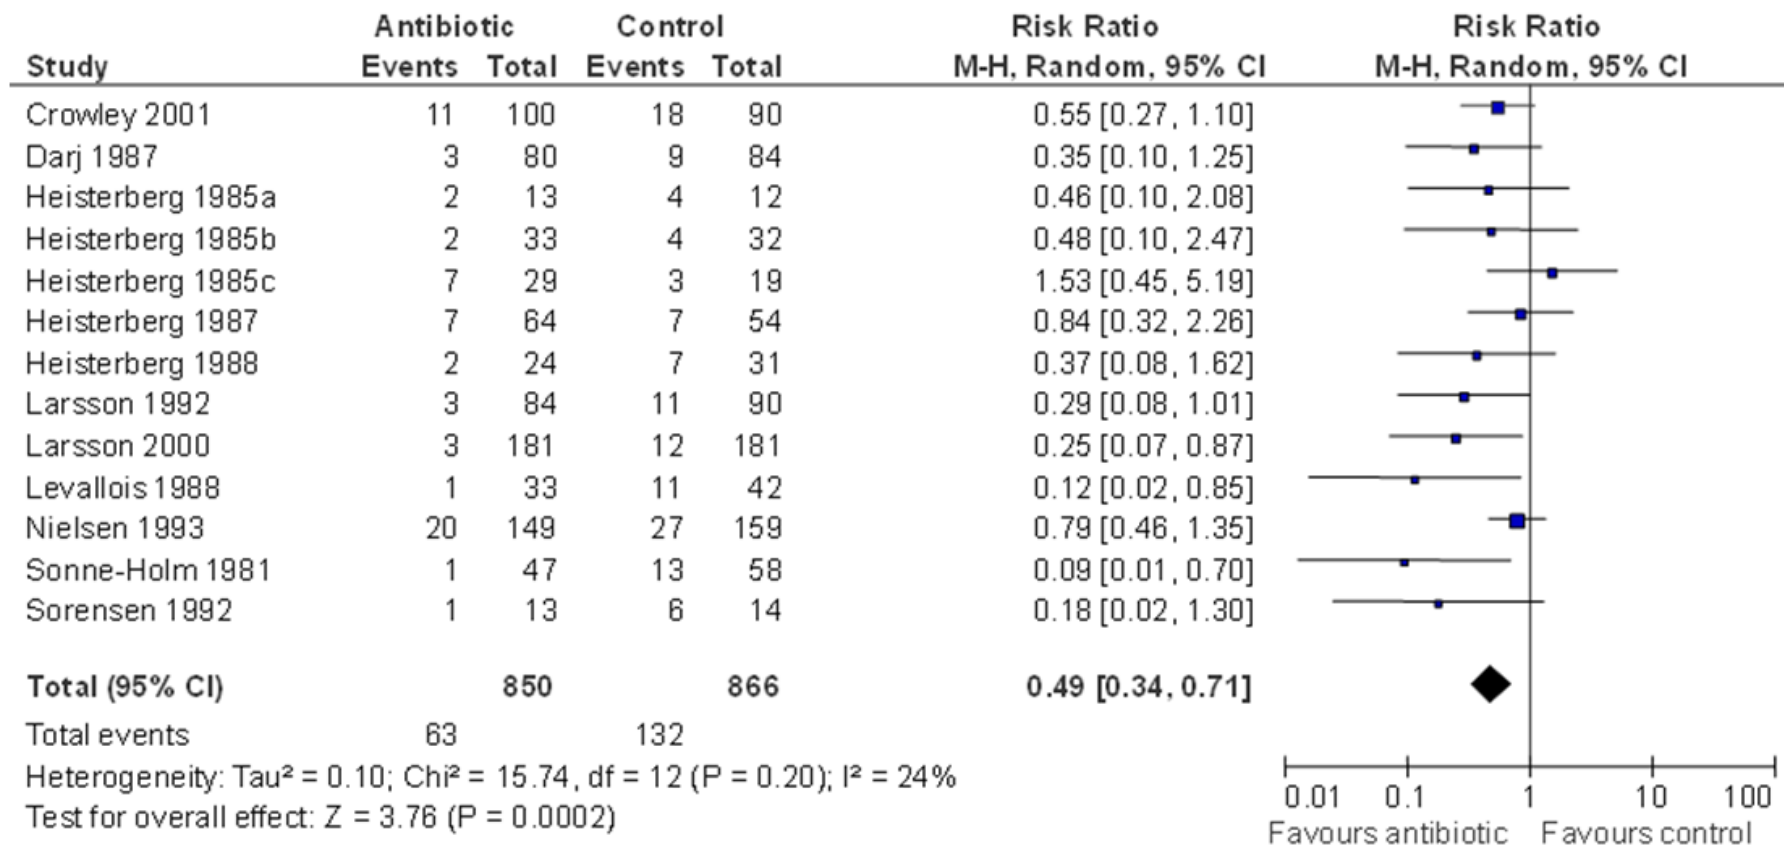 Antibiotic Control Risk Ratio Risk Ratio
Study Events Total Events Total M-H, Random, 95% CI M-H, Random, 95% CI
Crowley 2001 11 100 18 90 0.55 [0.27, 1.10]
Darj 1987 3 80 9 84 0.35 [0.10, 1.25]
Heisterberg 1985a 2 13 4 12 0.46 [0.10, 2.08]
Heisterberg 1985b 2 33 4 32 0.48 [0.10, 2.47]
Heisterberg 1985c 7 29 3 19 1.53 [0.45, 5.19]
Heisterberg 1987 7 64 7 54 0.84 [0.32, 2.26]
Heisterberg 1988 2 24 7 31 0.37 [0.08, 1.62]
Larsson 1992 3 84 11 90 0.29 [0.08, 1.01]
Larsson 2000 3 181 12 181 0.25 [0.07, 0.87]
Levallois 1988 1 33 11 42 0.12 [0.02, 0.85]
Nielsen 1993 20 149 27 159 0.79 [0.46, 1.35]
Sonne-Holm 1981 1 47 13 58 0.09 [0.01, 0.70]
Sorensen 1992 1 13 6 14 0.18 [0.02, 1.30]
Total (95% CI) 850 866 0.49 [0.34, 0.71]
Total events 63 132
Heterogeneity: Tau² = 0.10; Chi² = 15.74, df = 12 (P = 0.20); I² = 24%
Test for overall effect: Z = 3.76 (P = 0.0002)
0.01 0.1 1 10 100
Favours antibiotic Favours control